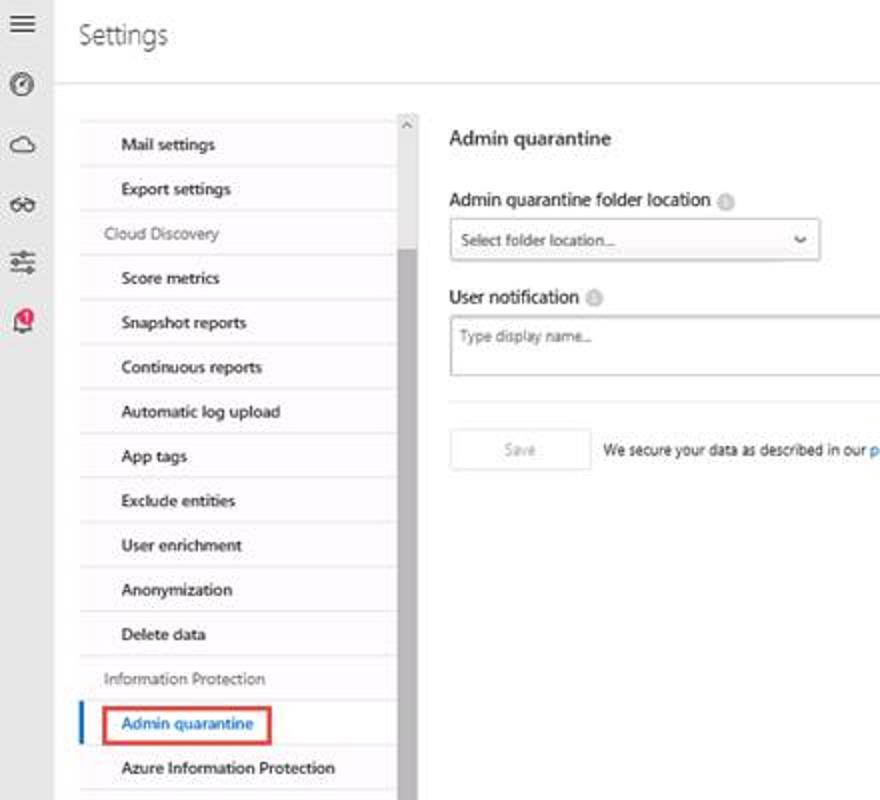 Settings
Mail settings
Export settings
Cloud Discovery
Score metrics
Snapshot reports
Continuous reports
Automatic log upload
App tags
Exclude entities
User enrichment
Anonymization
Delete data
Information Protection
Admin quarantine
Azure Information Protection
Admin quarantine
Admin quarantine folder location
Select folder location...
User notification
Type display name...
Save
We secure your data as described in our p
1